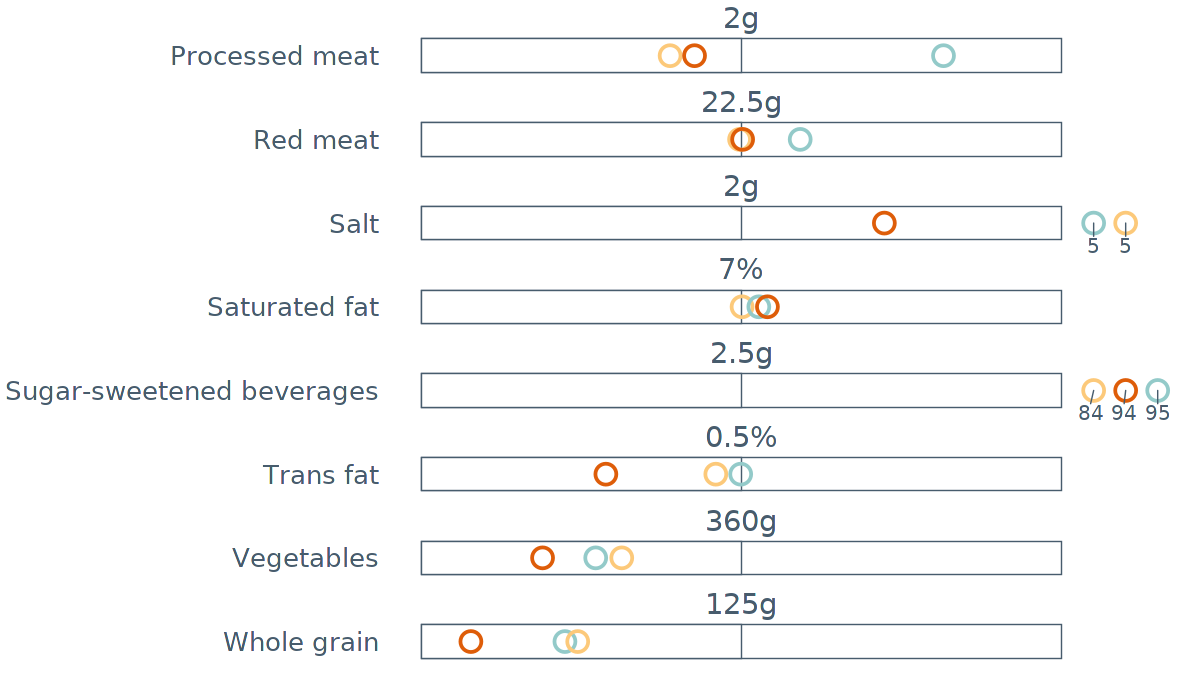 2g
Processed meat
22.5g
Red meat
2g
Salt
5 5
7%
Saturated fat
2.5g
Sugar-sweetened beverages
84 94 95
0.5%
Trans fat
360g
Vegetables
125g
Whole grain